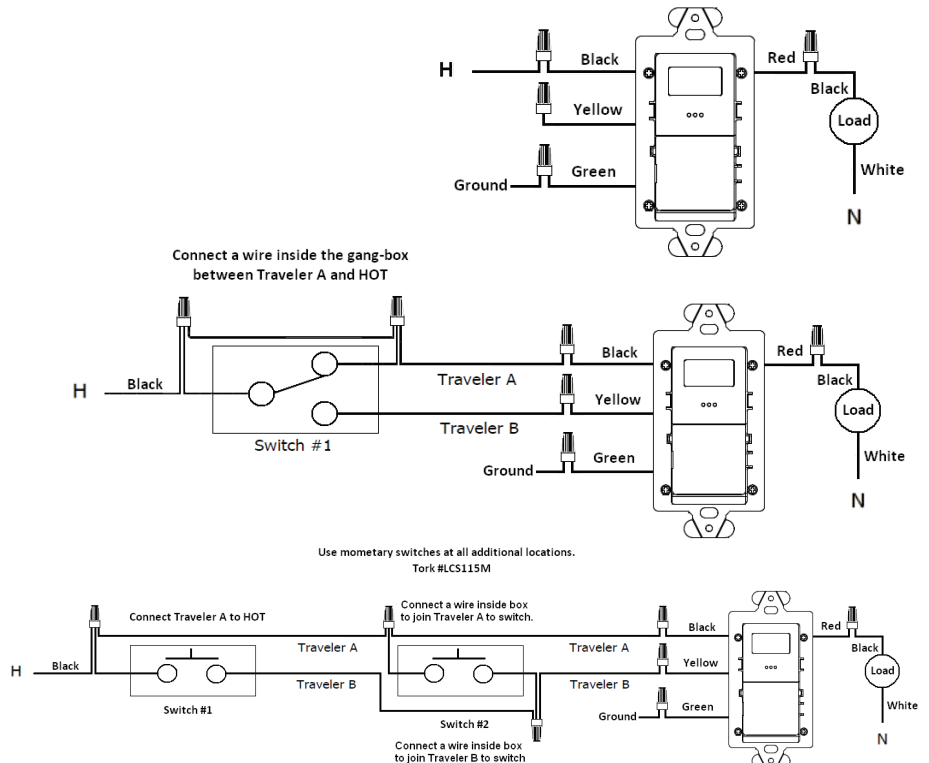 H
Black
Red
Black
Yellow
Load
Green
Ground
White
N
Connect a wire inside the gang-box
between Traveler A and HOT
Black
Red
H
Black
Traveler A
Black
Yellow
Load
Switch #1
Traveler B
Ground
Green
White
N
Use mometary switches at all additional locations.
Tork #LCS115M
Connect Traveler A to HOT
Connect a wire inside box
to join Traveler A to switch.
Black
Red
H
Black
Traveler A
Traveler A
Black
Yellow
Load
Traveler B
Traveler B
Switch #1
Switch #2
Ground
Green
White
N
Connect a wire inside box
to join Traveler B to switch